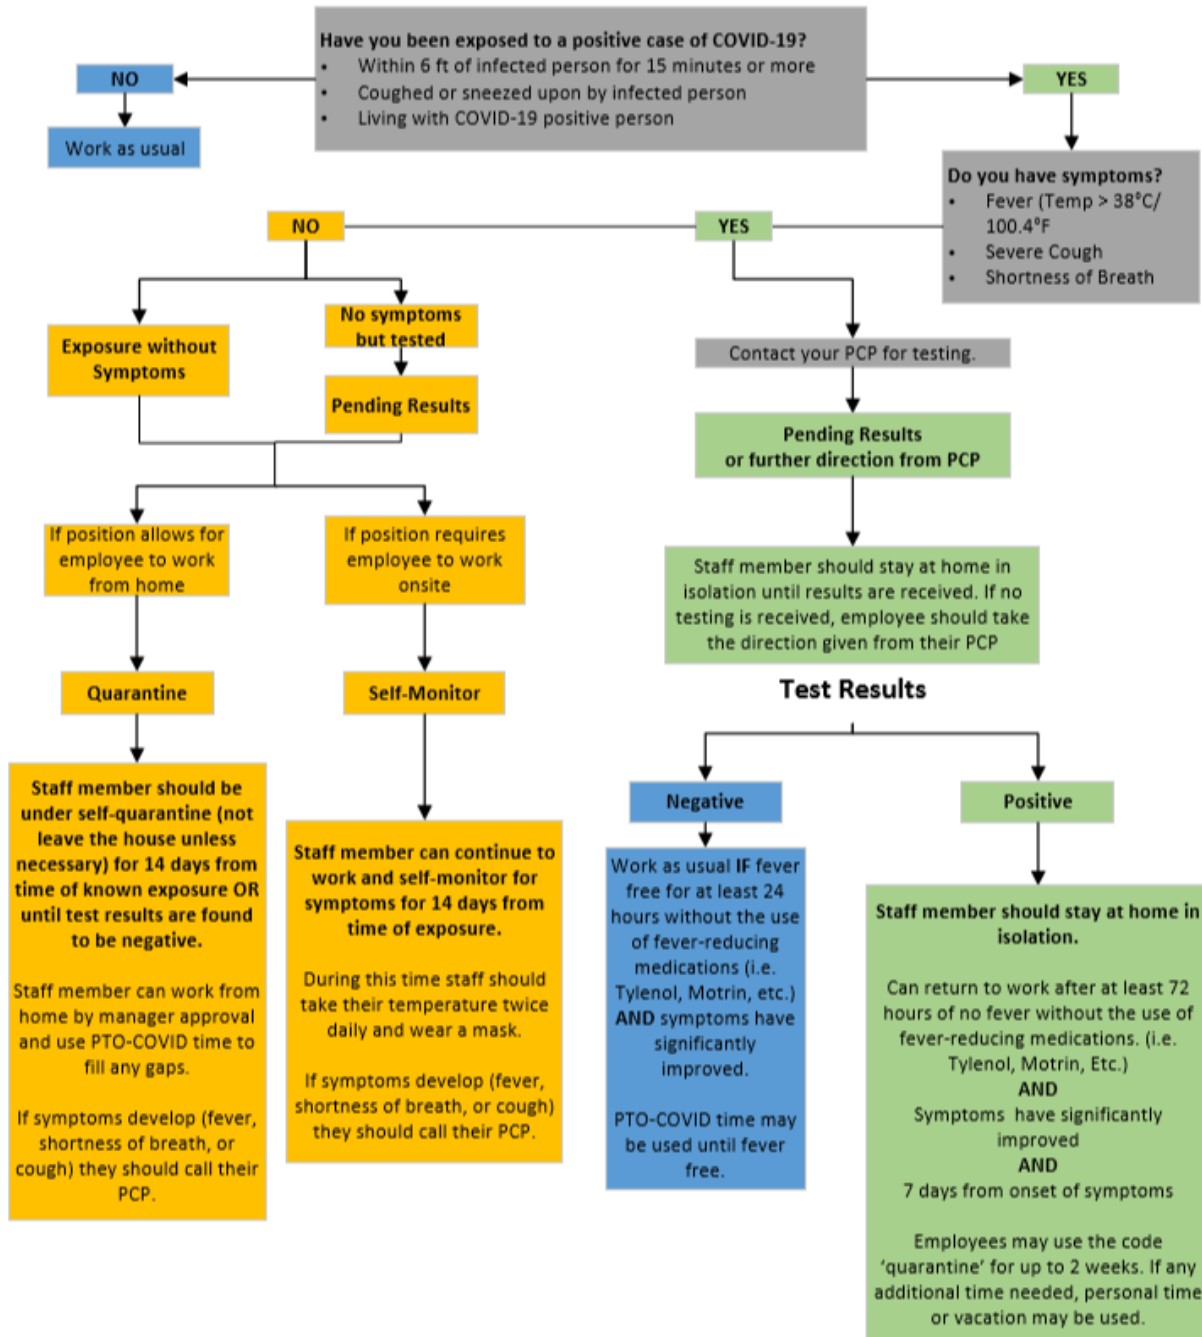 Have you been exposed to a positive case of COVID-19?
• Within 6 ft of infected person for 15 minutes or more
• Coughed or sneezed upon by infected person
• Living with COVID-19 positive person
NO
YES
Work as usual
Do you have symptoms?
• Fever (Temp > 38°C/
100.4°F
• Severe Cough
• Shortness of Breath
NO
YES
Exposure without
Symptoms
No symptoms
but tested
Pending Results
Contact your PCP for testing.
Pending Results
or further direction from PCP
If position allows for
employee to work
from home
If position requires
employee to work
onsite
Staff member should stay at home in
isolation until results are received. If no
testing is received, employee should take
the direction given from their PCP
Quarantine
Self-Monitor
Test Results
Staff member should be
under self-quarantine (not
leave the house unless
necessary) for 14 days from
time of known exposure OR
until test results are found
to be negative.
Staff member can work from
home by manager approval
and use PTO-COVID time to
fill any gaps.
If symptoms develop (fever,
shortness of breath, or
cough) they should call their
PCP.
Staff member can continue to
work and self-monitor for
symptoms for 14 days from
time of exposure.
During this time staff should
take their temperature twice
daily and wear a mask.
If symptoms develop (fever,
shortness of breath, or cough)
they should call their PCP.
Negative
Positive
Work as usual IF fever
free for at least 24
hours without the use
of fever-reducing
medications (i.e.
Tylenol, Motrin, etc.)
AND symptoms have
significantly
improved.
PTO-COVID time may
be used until fever
free.
Staff member should stay at home in
isolation.
Can return to work after at least 72
hours of no fever without the use of
fever-reducing medications. (i.e.
Tylenol, Motrin, Etc.)
AND
Symptoms have significantly
improved
AND
7 days from onset of symptoms
Employees may use the code
‘quarantine’ for up to 2 weeks. If any
additional time needed, personal time
or vacation may be used.